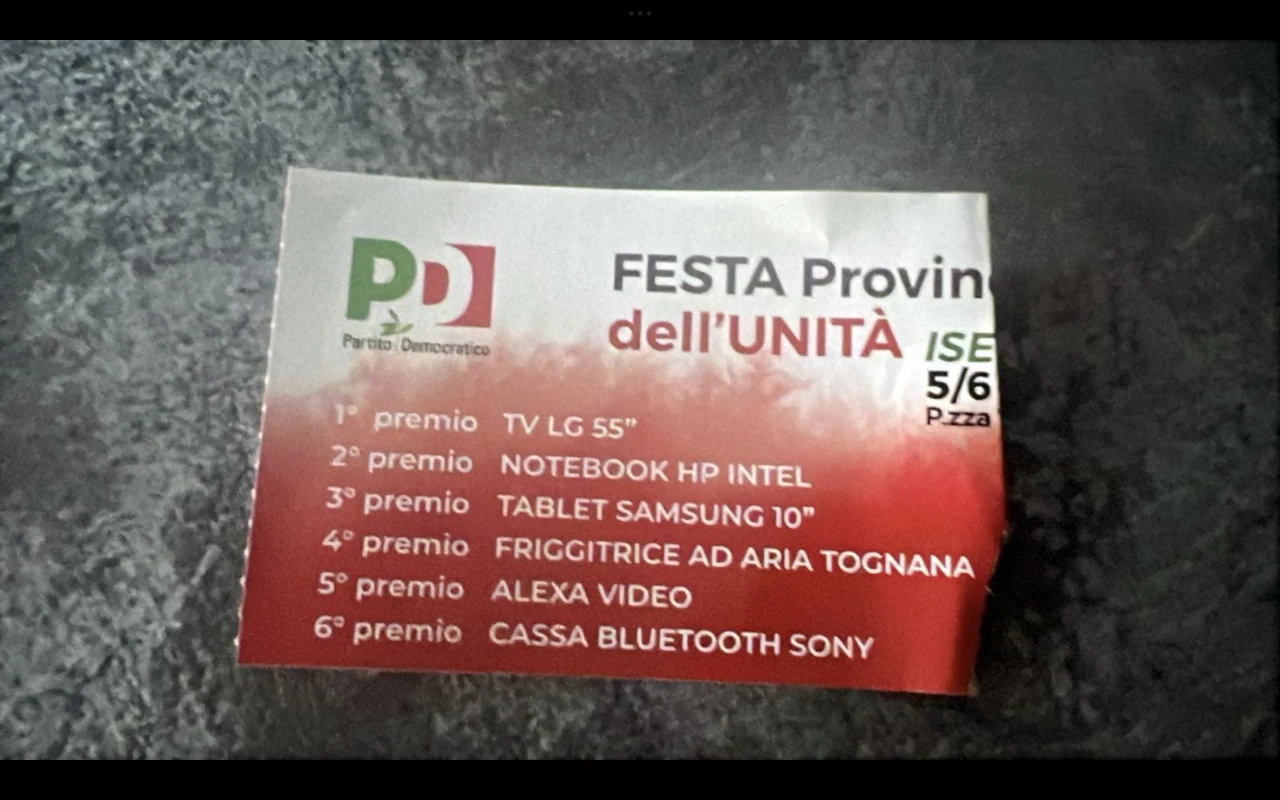 PD
Partito Democratico
FESTA Provin
dell'UNITÀ
ISE
5/6
P.zza
1° premio TV LG 55”
2° premio NOTEBOOK HP INTEL
3° premio TABLET SAMSUNG 10”
4° premio FRIGGITRICE AD ARIA TOGNANA
5° premio ALEXA VIDEO
6° premio CASSA BLUETOOTH SONY